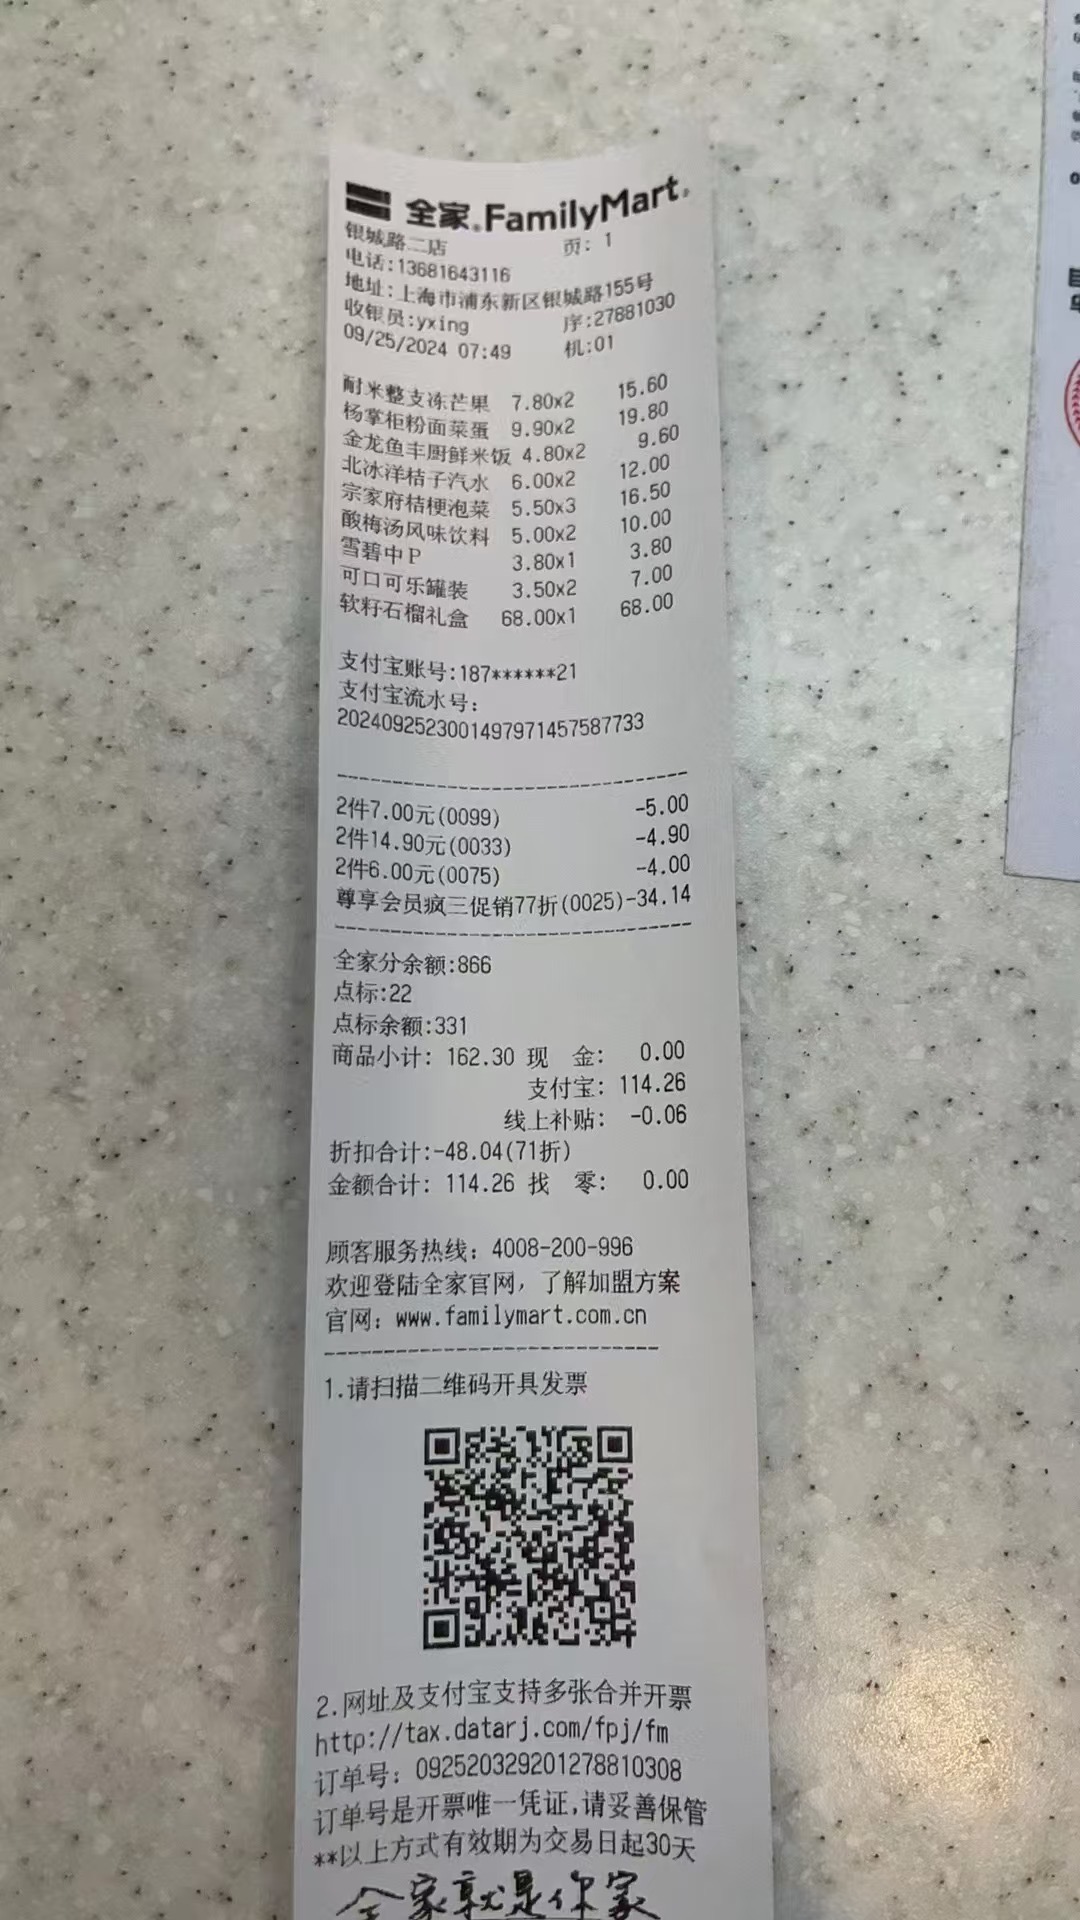 全家®FamilyMart®
银城路二店 页: 1
电话:13681643116
地址:上海市浦东新区银城路155号
收银员:yxing 序:27881030
09/25/2024 07:49 机:01
耐米整支冻芒果 7.80x2 15.60
杨掌柜粉面菜蛋 9.90x2 19.80
金龙鱼丰厨鲜米饭 4.80x2 9.60
北冰洋桔子汽水 6.00x2 12.00
宗家府桔梗泡菜 5.50x3 16.50
酸梅汤风味饮料 5.00x2 10.00
雪碧中P 3.80x1 3.80
可口可乐罐装 3.50x2 7.00
软籽石榴礼盒 68.00x1 68.00
支付宝账号:187******21
支付宝流水号:
2024092523001497971457587733
2件7.00元(0099) -5.00
2件14.90元(0033) -4.90
2件6.00元(0075) -4.00
尊享会员疯三促销77折(0025)-34.14
全家分余额:866
点标:22
点标余额:331
商品小计: 162.30 现 金: 0.00
支付宝: 114.26
线上补贴: -0.06
折扣合计:-48.04(71折)
金额合计: 114.26 找 零: 0.00
顾客服务热线: 4008-200-996
欢迎登陆全家官网, 了解加盟方案
官网: www.familymart.com.cn
1.请扫描二维码开具发票
2.网址及支付宝支持多张合并开票
http://tax.datarj.com/fpj/fm
订单号: 092520329201278810308
订单号是开票唯一凭证,请妥善保管
**以上方式有效期为交易日起30天
全家就是你家